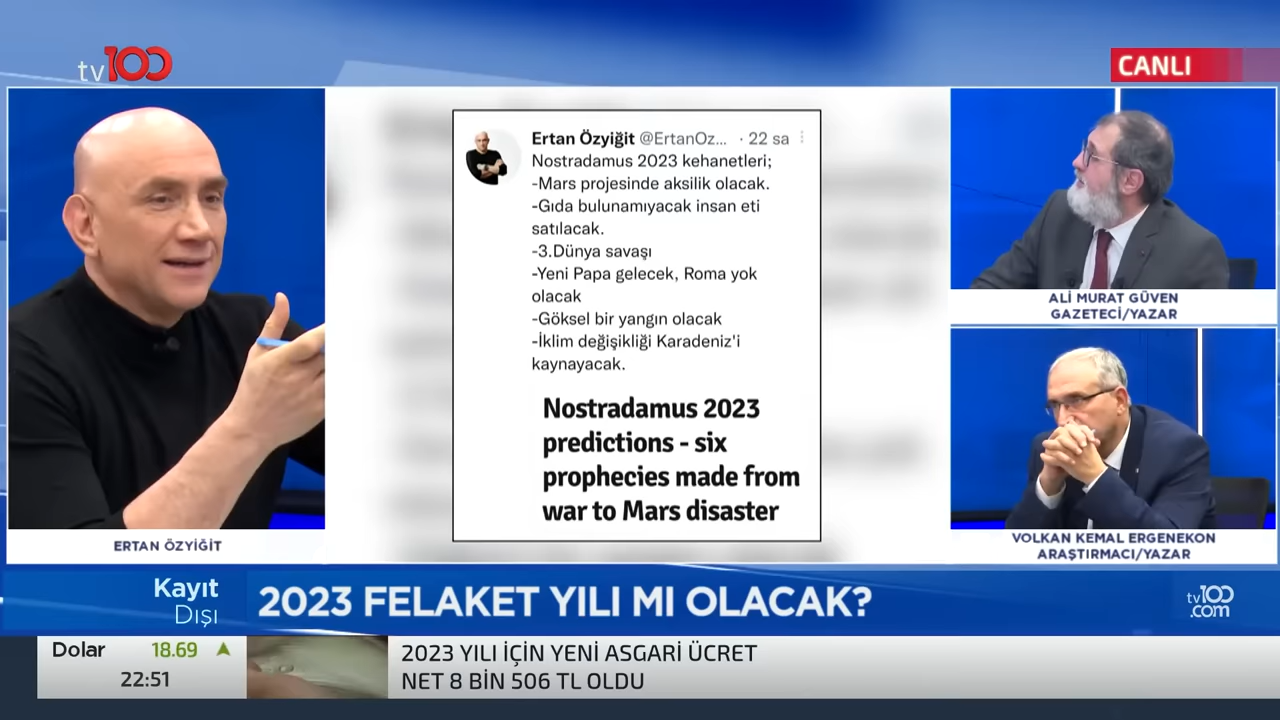 tv100
CANLI
Ertan Özyiğit @ErtanOz... · 22 sa
Nostradamus 2023 kehanetleri;
-Mars projesinde aksilik olacak.
-Gıda bulunamıyacak insan eti
satılacak.
-3.Dünya savaşı
-Yeni Papa gelecek, Roma yok
olacak
-Göksel bir yangın olacak
-İklim değişikliği Karadeniz'i
kaynayacak.
Nostradamus 2023
predictions - six
prophecies made from
war to Mars disaster
ERTAN ÖZYİĞİT
ALİ MURAT GÜVEN
GAZETECİ/YAZAR
VOLKAN KEMAL ERGENEKON
ARAŞTIRMACI/YAZAR
Kayıt
Dışı
2023 FELAKET YILI MI OLACAK?
tv100
.com
Dolar 18.69
22:51
2023 YILI İÇİN YENİ ASGARİ ÜCRET
NET 8 BİN 506 TL OLDU